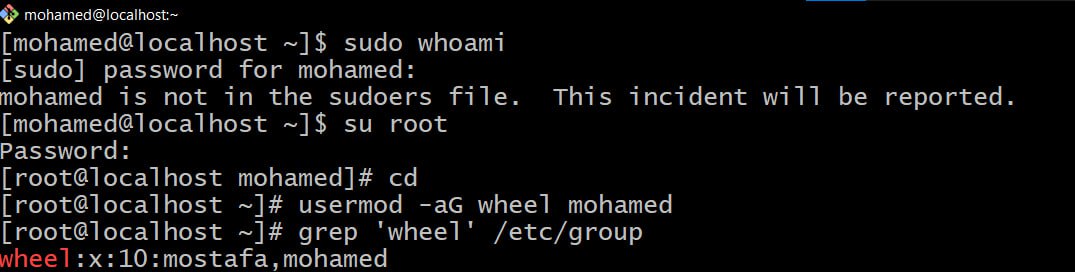 mohamed@localhost:~
[mohamed@localhost ~]$ sudo whoami
[sudo] password for mohamed:
mohamed is not in the sudoers file.  This incident will be reported.
[mohamed@localhost ~]$ su root
Password:
[root@localhost mohamed]# cd
[root@localhost ~]# usermod -aG wheel mohamed
[root@localhost ~]# grep 'wheel' /etc/group
wheel:x:10:mostafa,mohamed